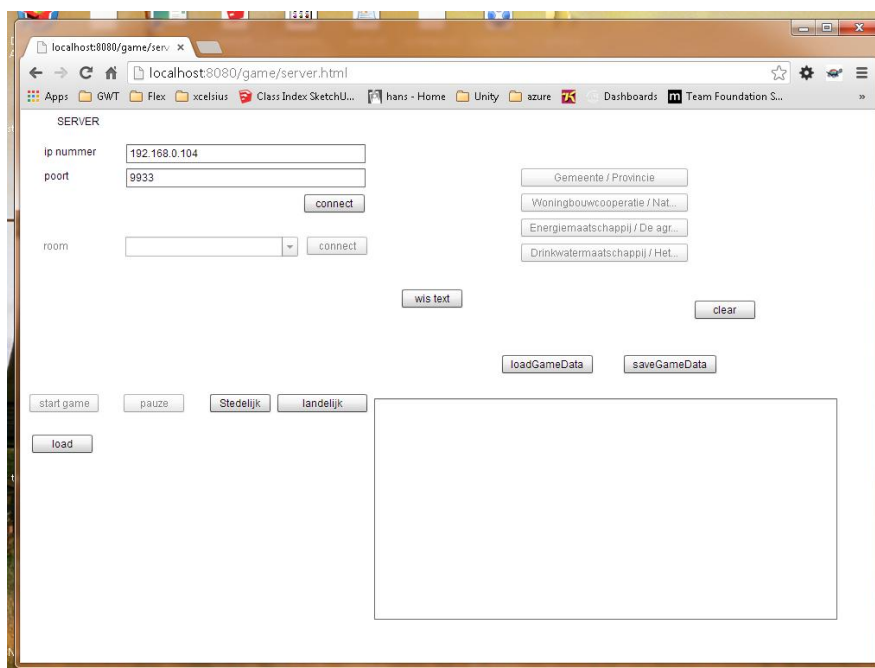 localhost:8080/game/serv
localhost:8080/game/server.html
Apps GWT Flex xcelsius Class Index SketchU... hans - Home Unity azure Dashboards Team Foundation S... »
SERVER
ip nummer 192.168.0.104
poort 9933
connect
Gemeente / Provincie
Woningbouwcooperatie / Nat...
Energiemaatschappij / De agr...
Drinkwatermaatschappij / Het...
room connect
wis text
clear
loadGameData saveGameData
start game pauze Stedelijk landelijk
load